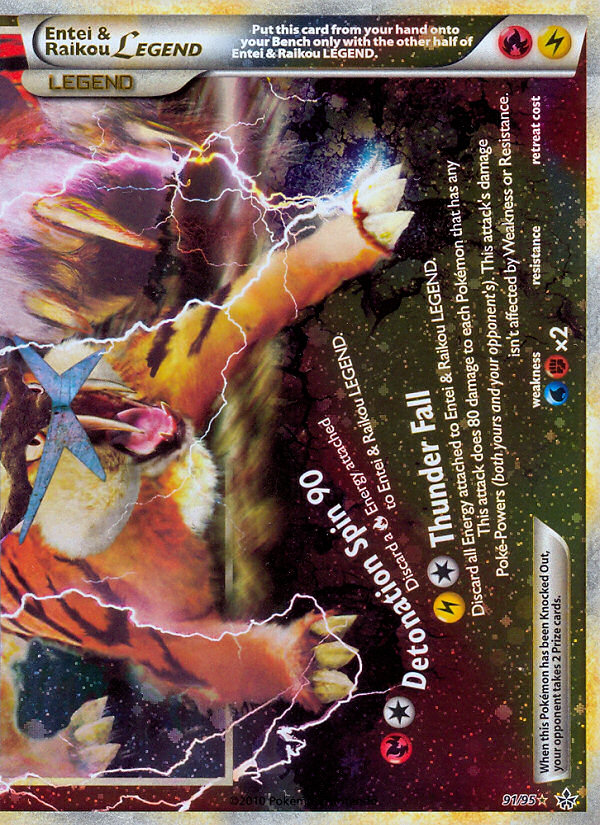 Entei &
Raikou LEGEND
LEGEND
Put this card from your hand onto
your Bench only with the other half of
Entei & Raikou LEGEND.
Detonation Spin 90
Discard a Energy attached
to Entei & Raikou LEGEND.
Thunder Fall
Discard all Energy attached to Entei & Raikou LEGEND.
This attack does 80 damage to each Pokémon that has any
Poké-Powers (both yours and your opponent's). This attack's damage
isn't affected by Weakness or Resistance.
weakness
×2
resistance
retreat cost
When this Pokémon has been Knocked Out,
your opponent takes 2 Prize cards.
©2010 Pokémon
91/95